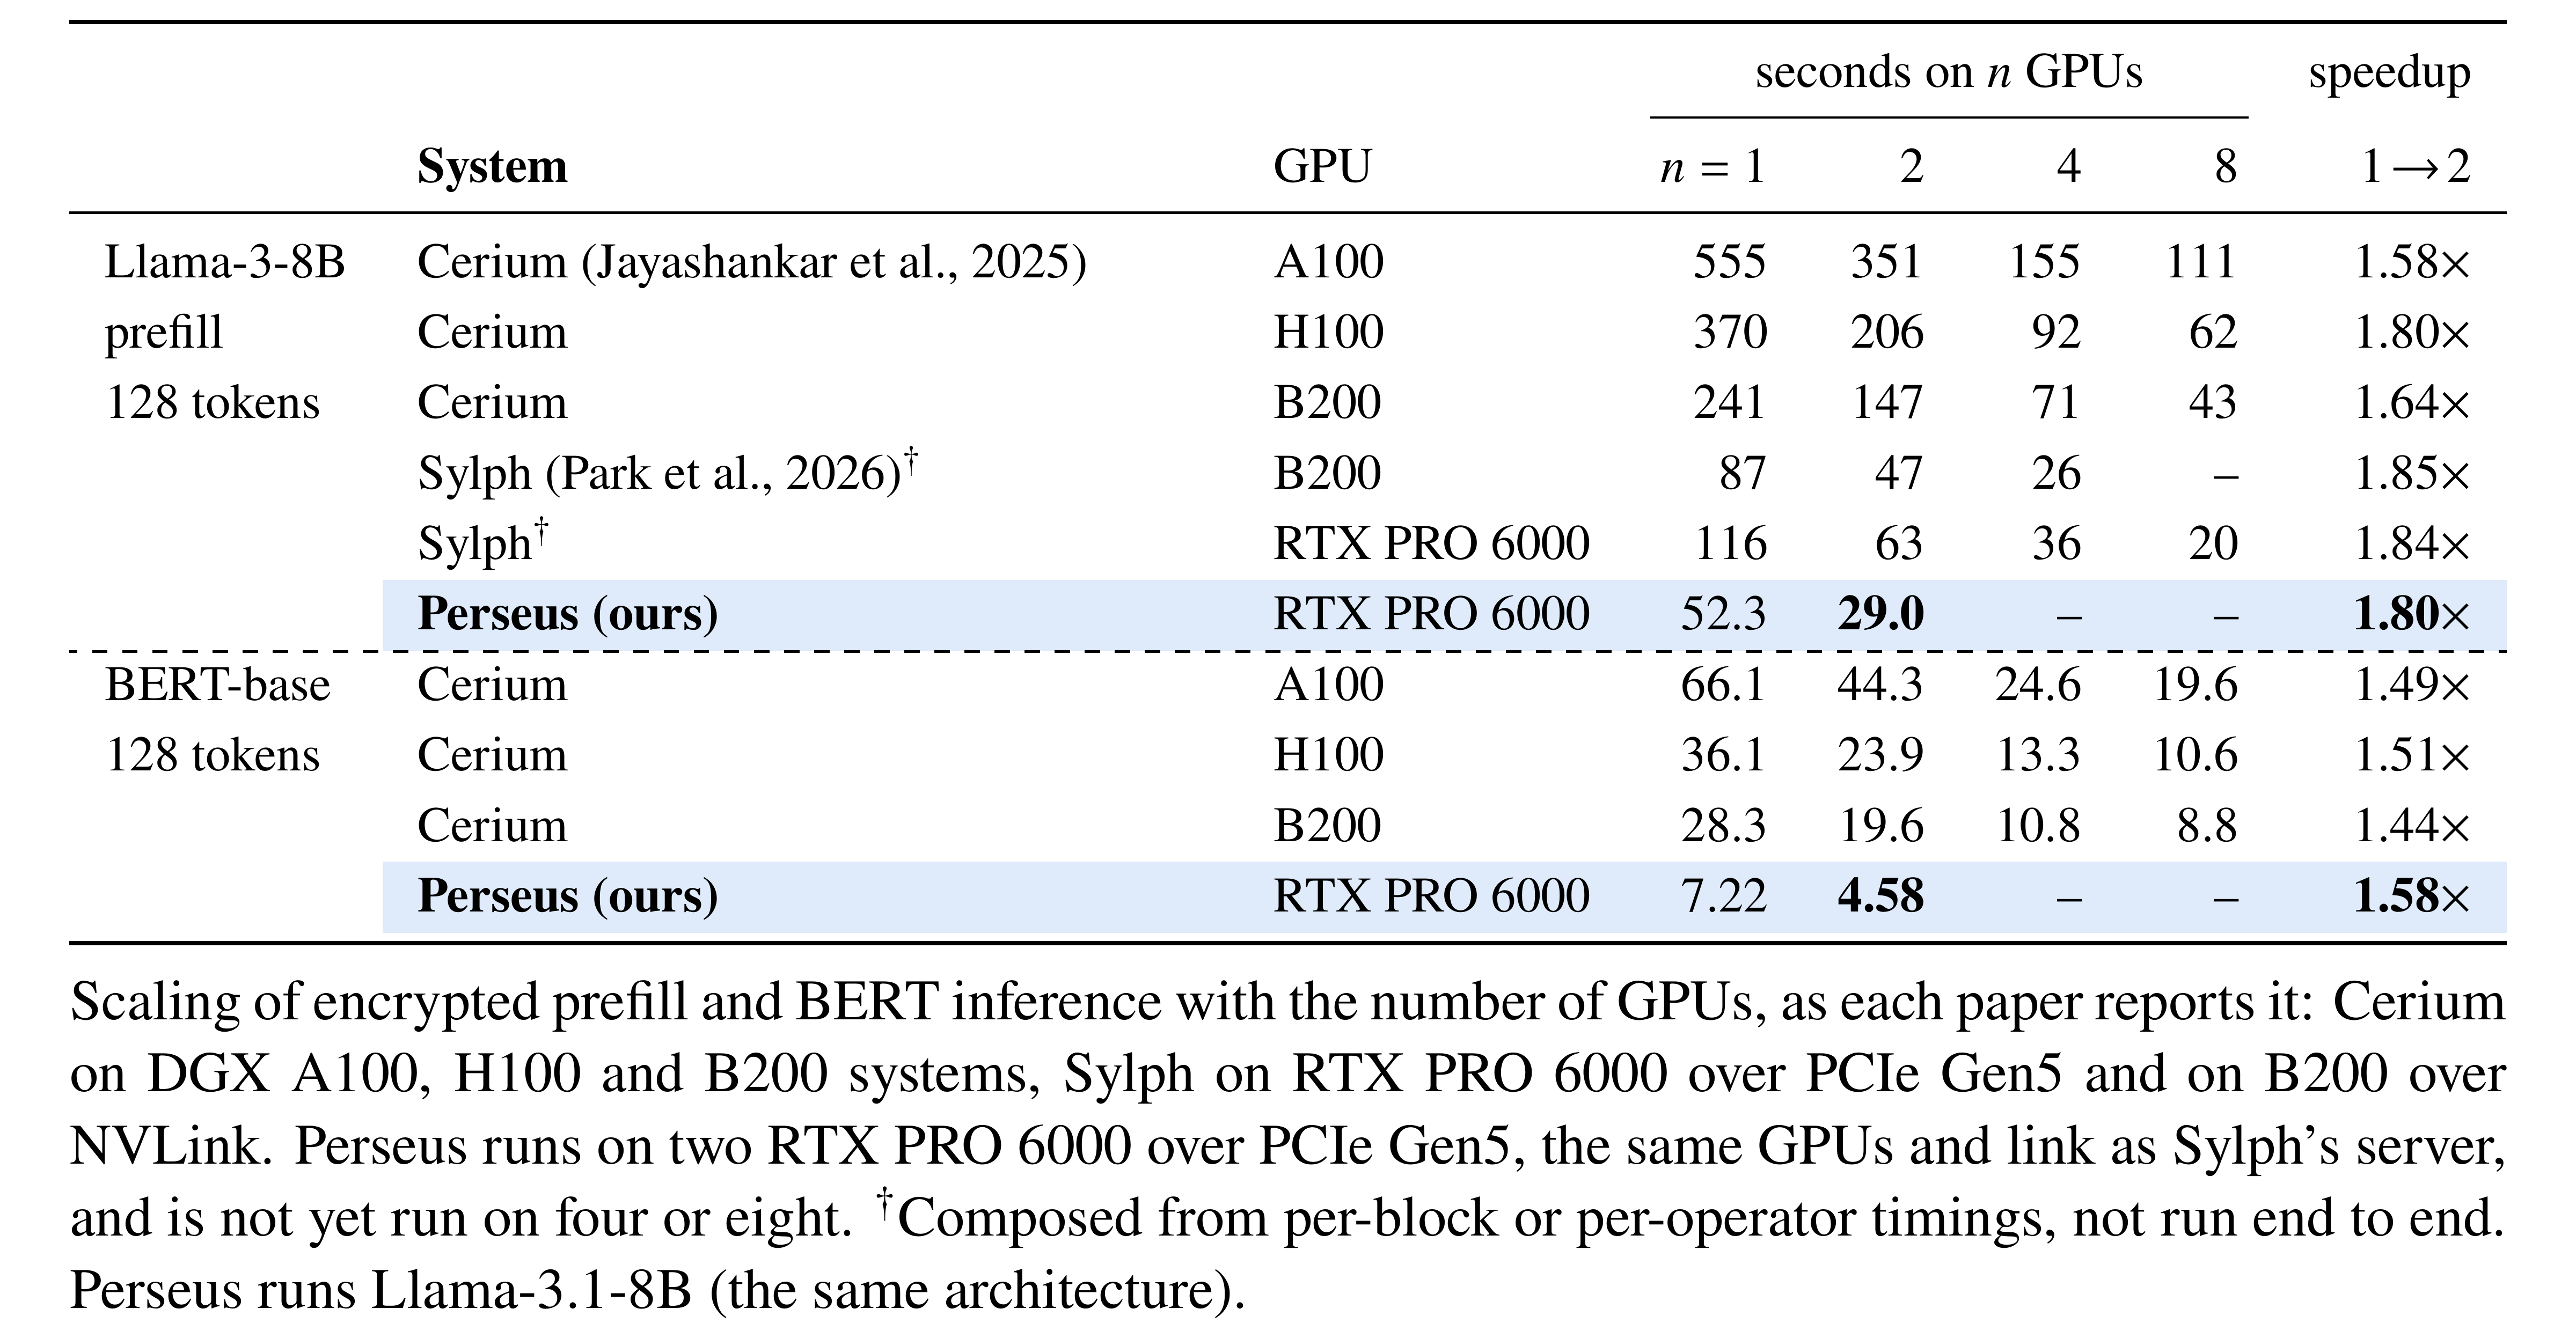 seconds on n GPUs speedup
System GPU n = 1 2 4 8 1→2
Llama-3-8B Cerium (Jayashankar et al., 2025) A100 555 351 155 111 1.58×
prefill Cerium H100 370 206 92 62 1.80×
128 tokens Cerium B200 241 147 71 43 1.64×
Sylph (Park et al., 2026)† B200 87 47 26 – 1.85×
Sylph† RTX PRO 6000 116 63 36 20 1.84×
Perseus (ours) RTX PRO 6000 52.3 29.0 – – 1.80×
BERT-base Cerium A100 66.1 44.3 24.6 19.6 1.49×
128 tokens Cerium H100 36.1 23.9 13.3 10.6 1.51×
Cerium B200 28.3 19.6 10.8 8.8 1.44×
Perseus (ours) RTX PRO 6000 7.22 4.58 – – 1.58×
Scaling of encrypted prefill and BERT inference with the number of GPUs, as each paper reports it: Cerium
on DGX A100, H100 and B200 systems, Sylph on RTX PRO 6000 over PCIe Gen5 and on B200 over
NVLink. Perseus runs on two RTX PRO 6000 over PCIe Gen5, the same GPUs and link as Sylph’s server,
and is not yet run on four or eight. †Composed from per-block or per-operator timings, not run end to end.
Perseus runs Llama-3.1-8B (the same architecture).